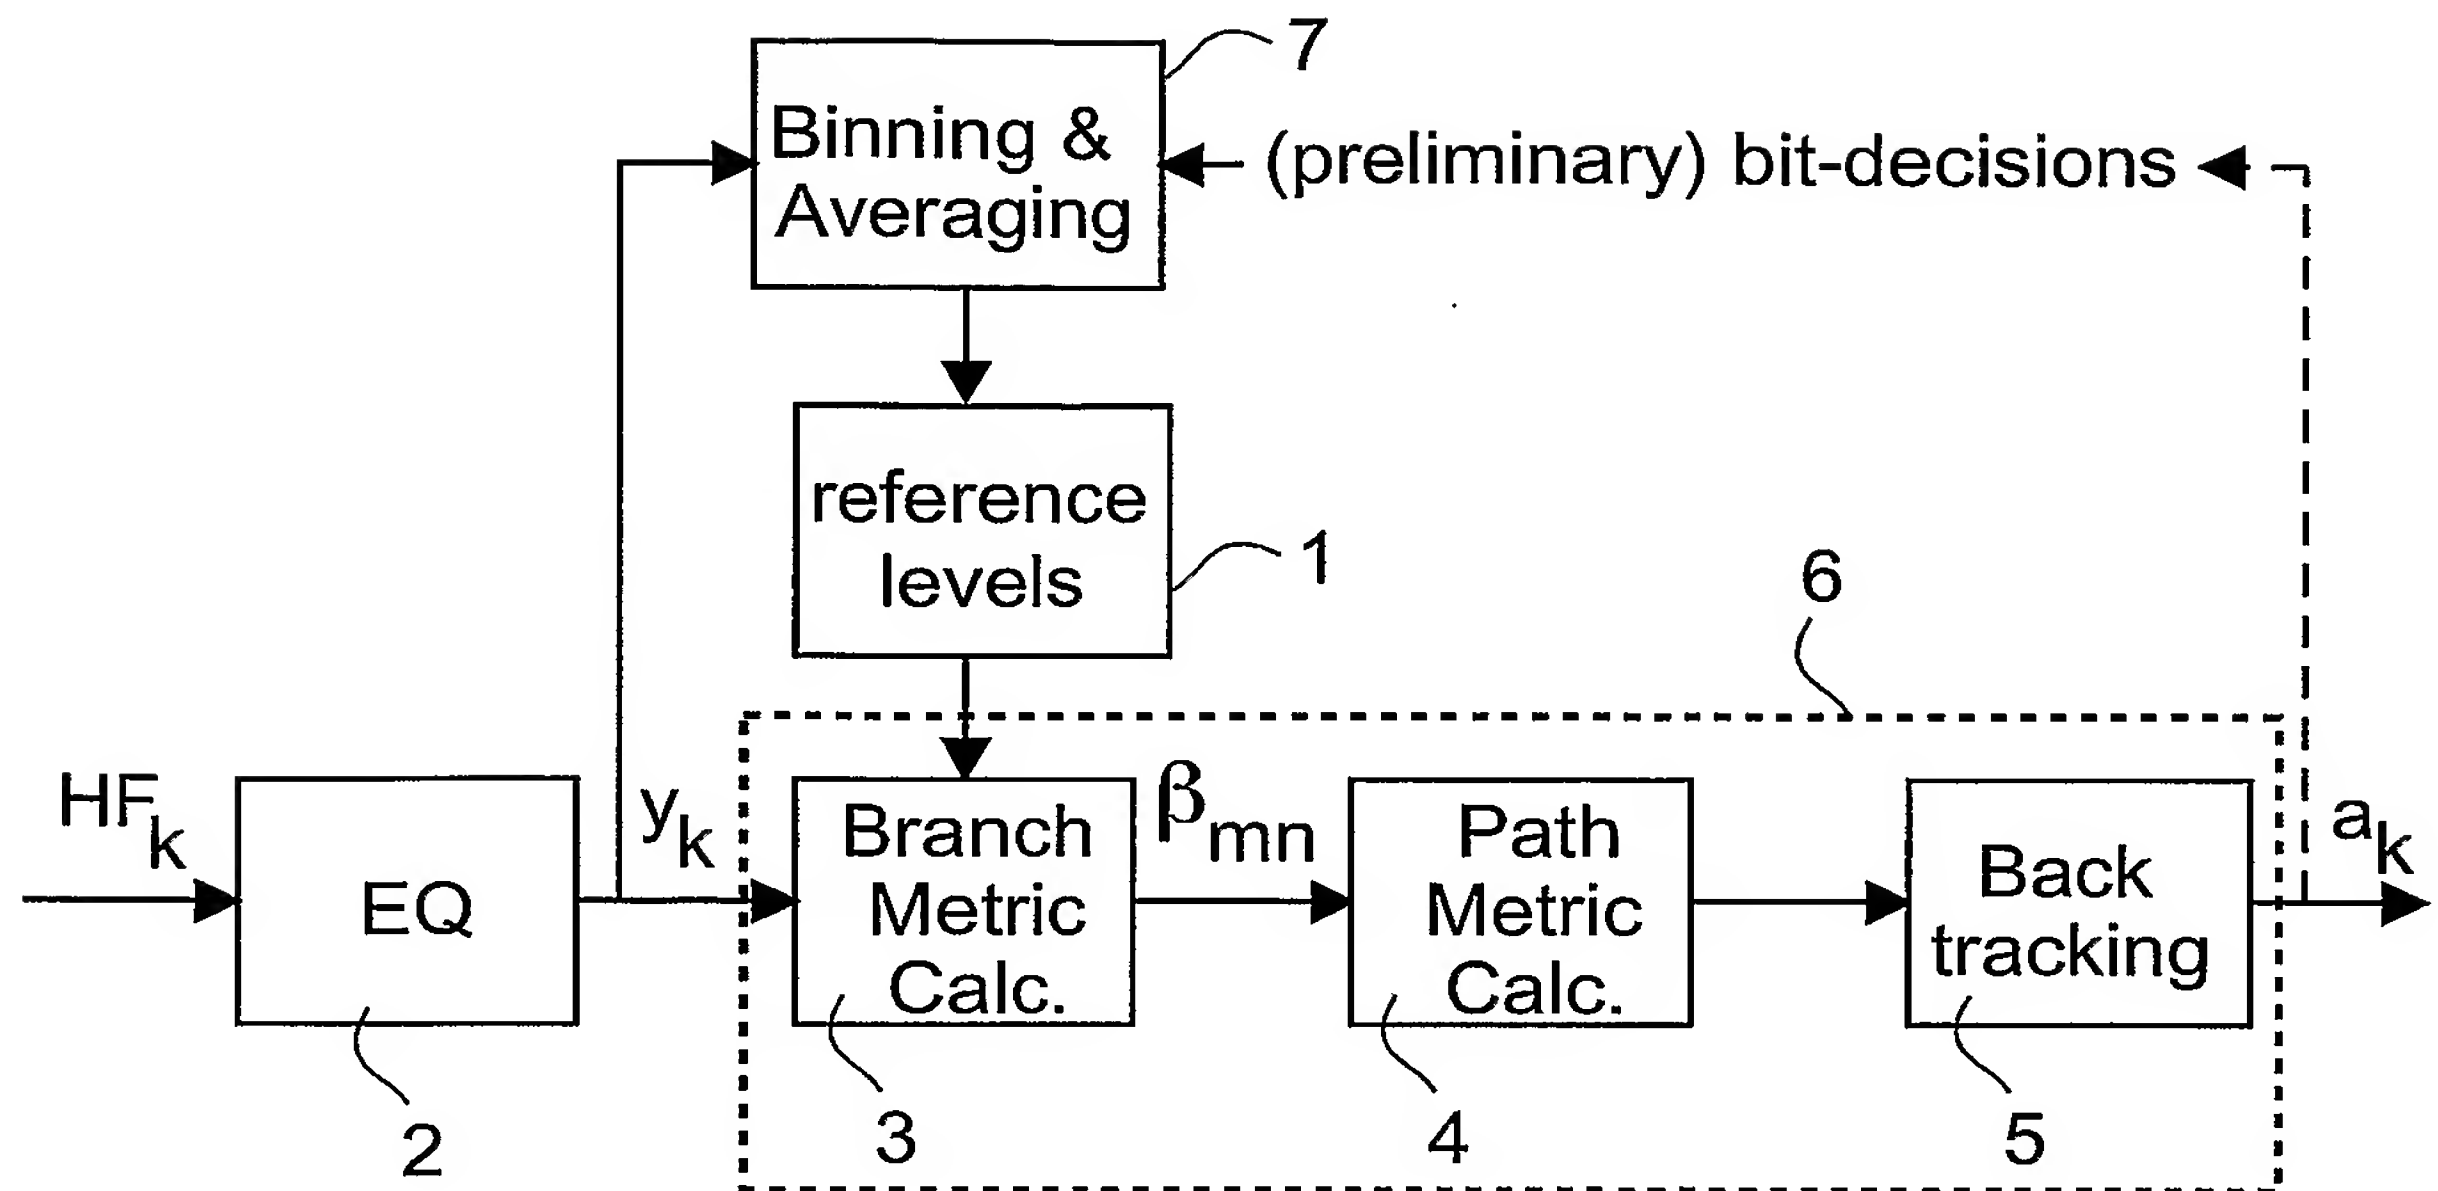 7
Binning &
Averaging
(preliminary) bit-decisions
reference
levels
1
6
HFk
EQ
yk
Branch
Metric
Calc.
βmn
Path
Metric
Calc.
Back
tracking
ak
2
3
4
5